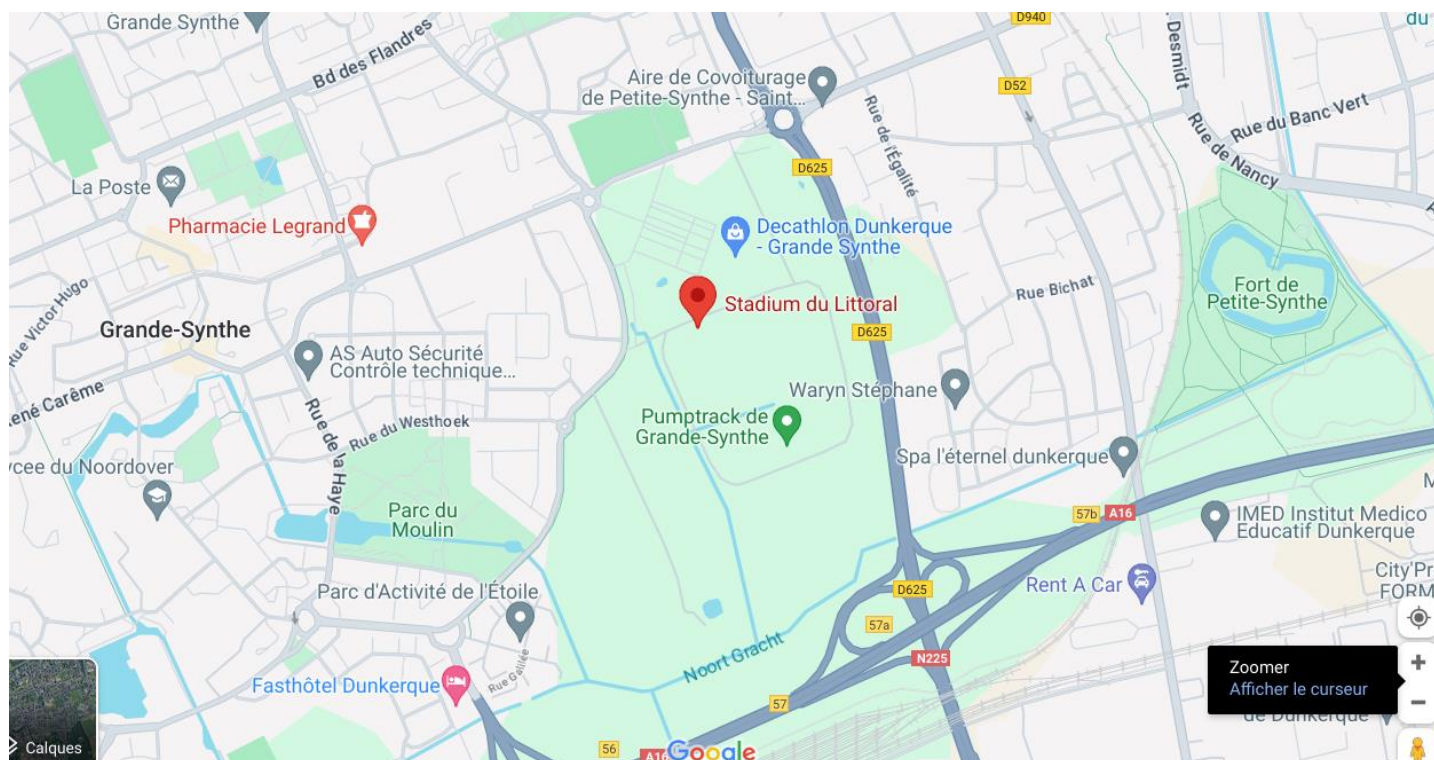 Grande Synthe
Bd des Flandres
D940
du
Desmidt
Aire de Covoiturage
de Petite-Synthe - Saint...
D52
Rue du Banc Vert
Rue de l'Égalité
Rue de Nancy
La Poste
D625
Pharmacie Legrand
Decathlon Dunkerque
- Grande Synthe
Rue Victor Hugo
Rue Bichat
Fort de
Petite-Synthe
Stadium du Littoral
Grande-Synthe
D625
AS Auto Sécurité
Contrôle technique...
Waryn Stéphane
ené Carême
Rue de la Haye
Rue du Westhoek
Pumptrack de
Grande-Synthe
Spa l'éternel dunkerque
ycee du Noordover
Parc du
Moulin
57b
A16
IMED Institut Medico
Educatif Dunkerque
Parc d'Activité de l'Étoile
D625
Rent A Car
City'Pr
FORM
57a
Noort Gracht
N225
Rue Galilée
Fasthôtel Dunkerque
Zoomer
Afficher le curseur
57
de Dunkerque
Calques
56
A16
Google